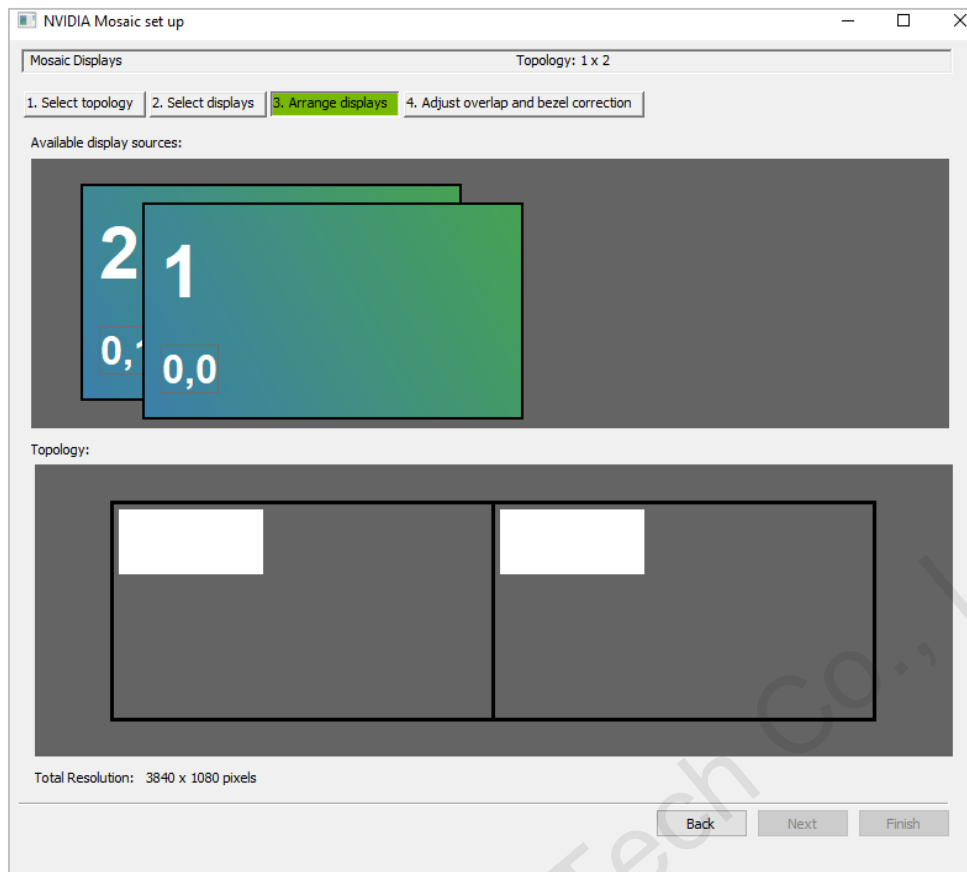 NVIDIA Mosaic set up
Mosaic Displays Topology: 1 x 2
1. Select topology 2. Select displays 3. Arrange displays 4. Adjust overlap and bezel correction
Available display sources:
2
1
0,1
0,0
Topology:
Total Resolution: 3840 x 1080 pixels
Back Next Finish
Tech Co.,